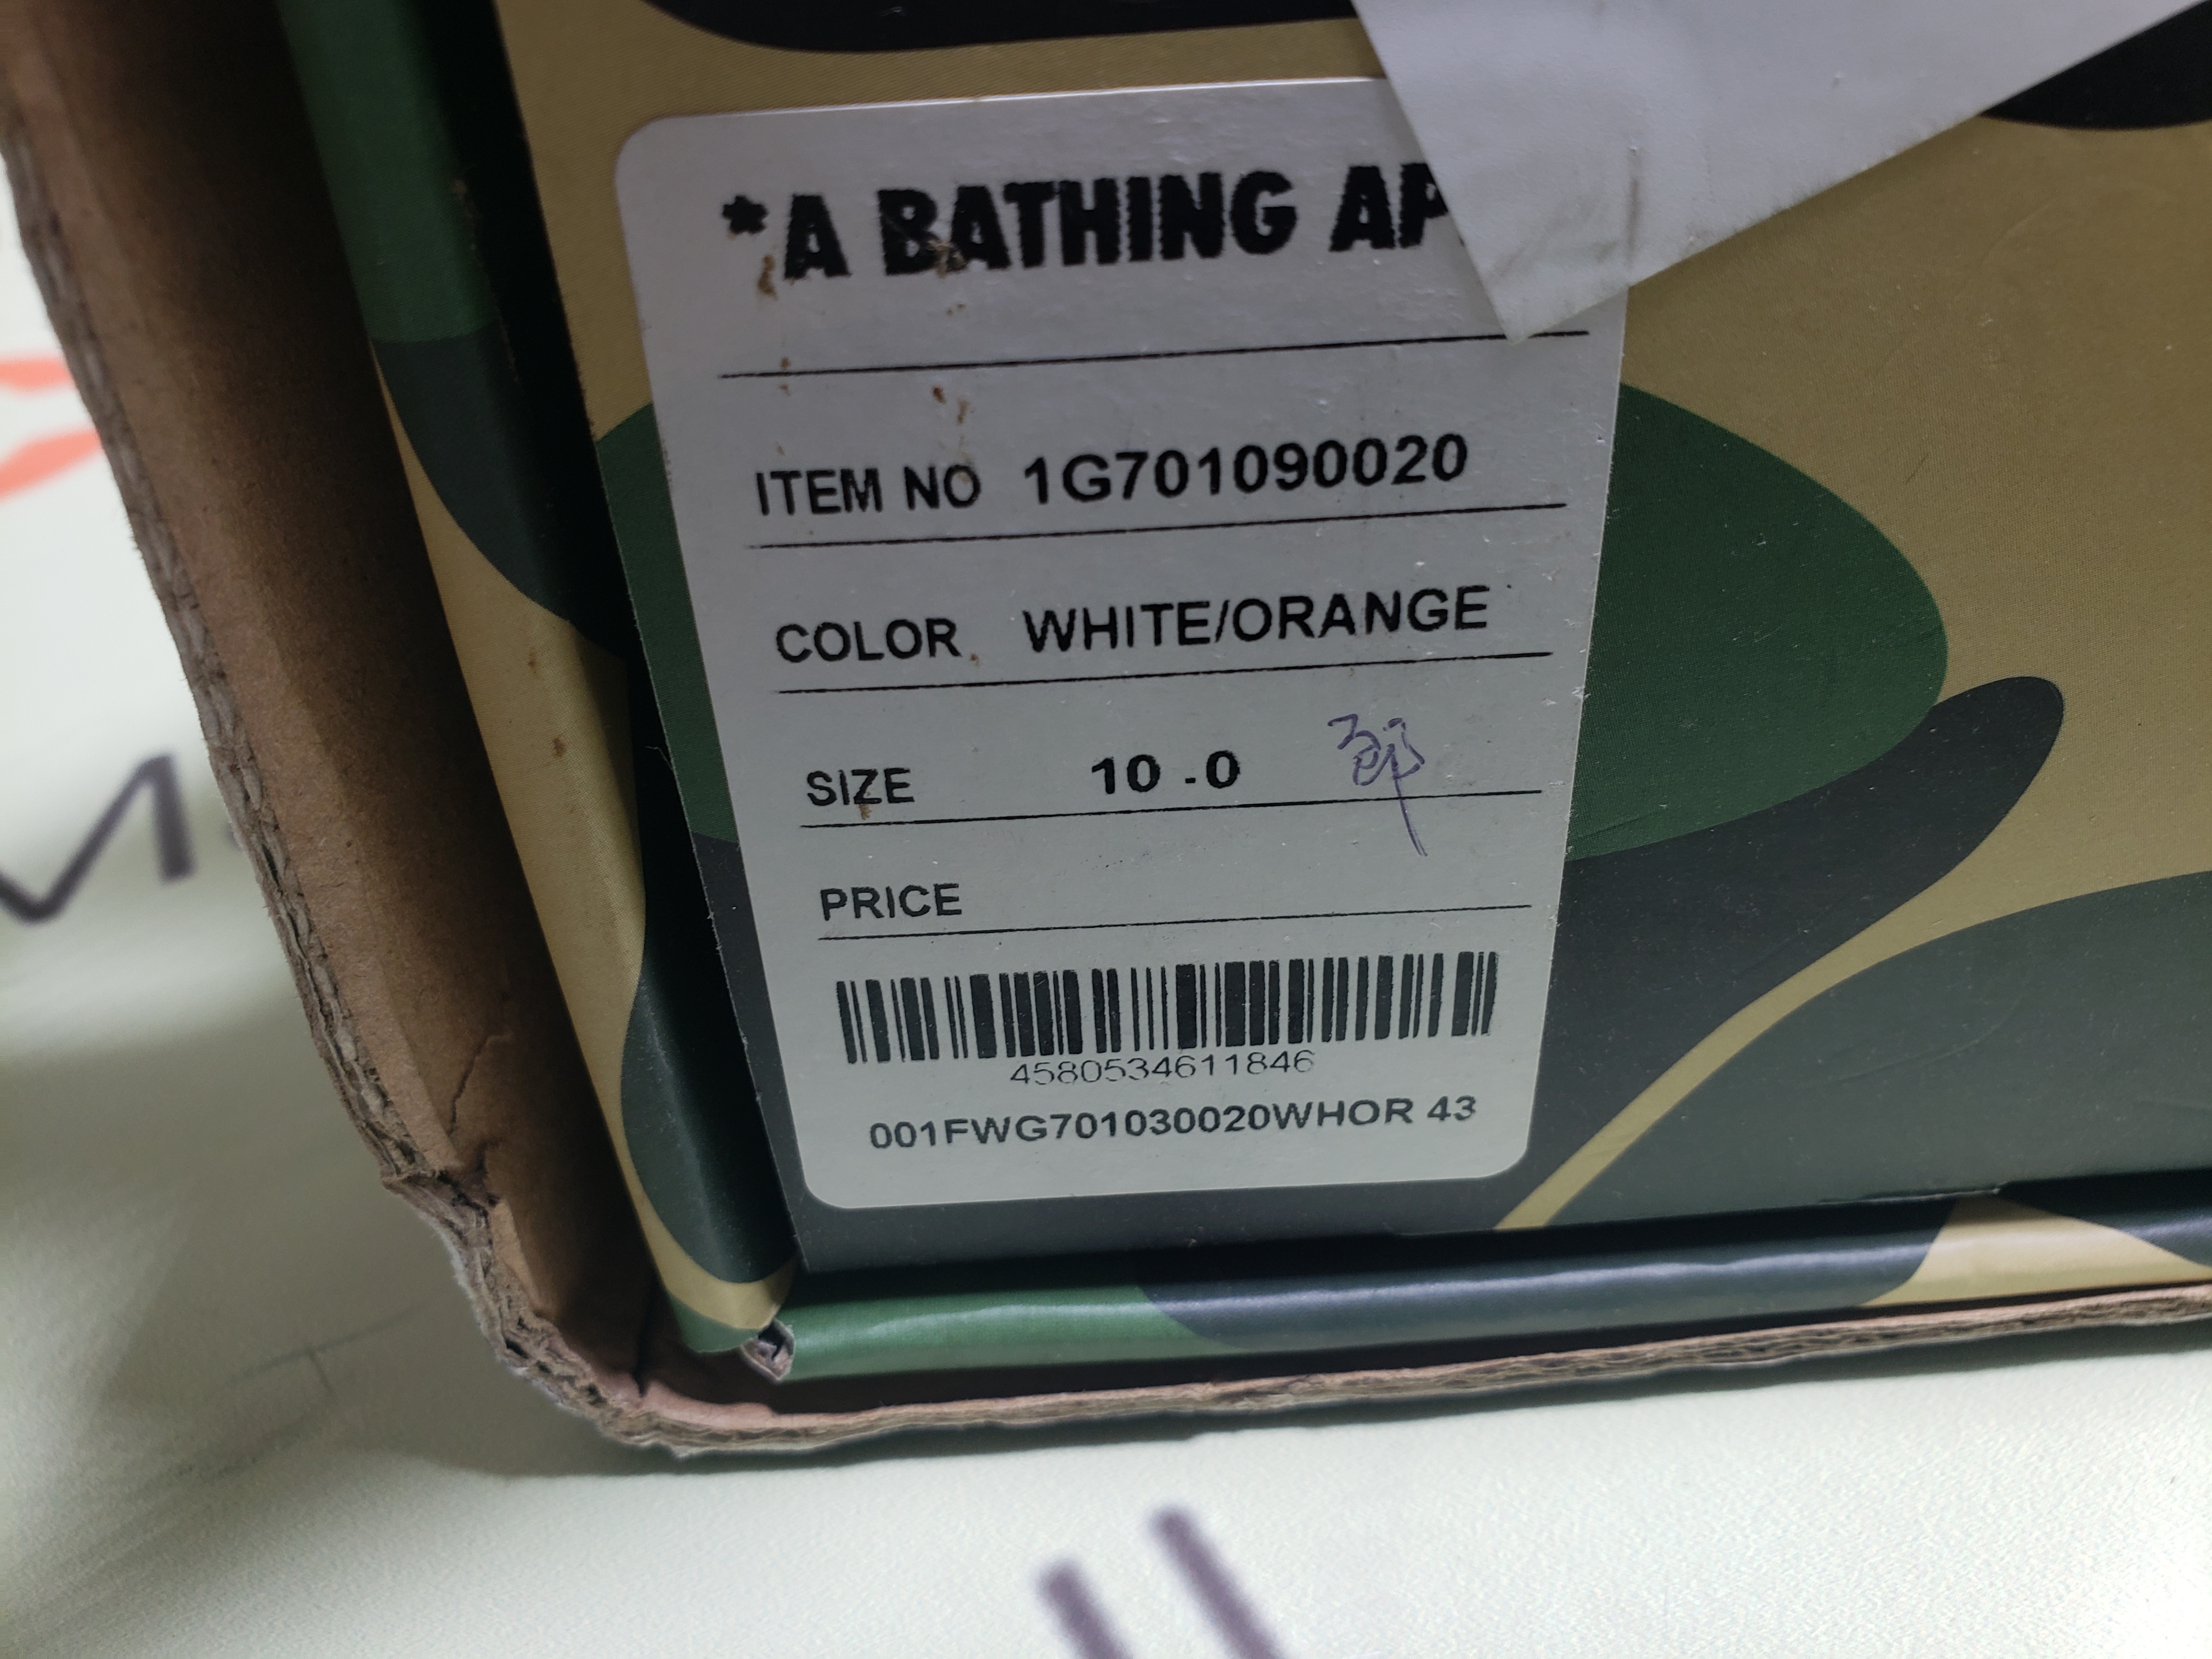 *A BATHING AP
ITEM NO 1G701090020
COLOR WHITE/ORANGE
SIZE 10 -0
PRICE
4580534611846
001FWG701030020WHOR 43